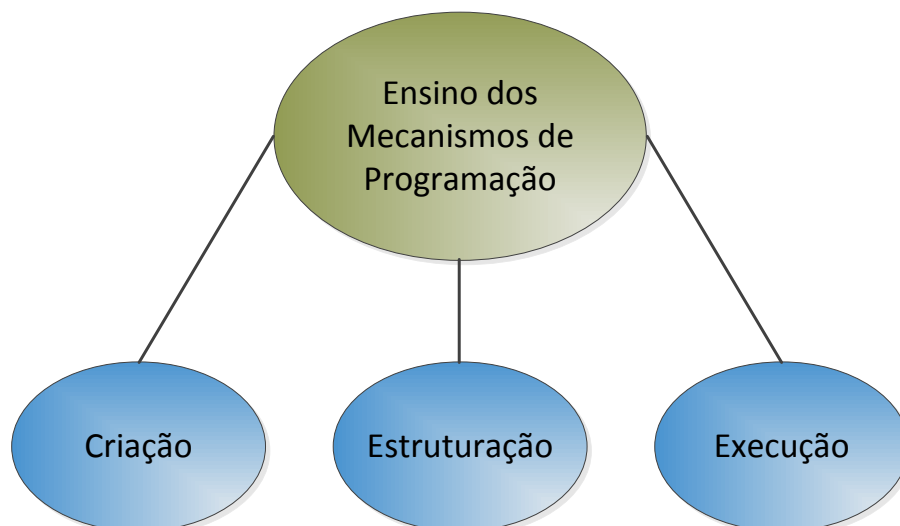 Ensino dos
Mecanismos de
Programação
Criação
Estruturação
Execução